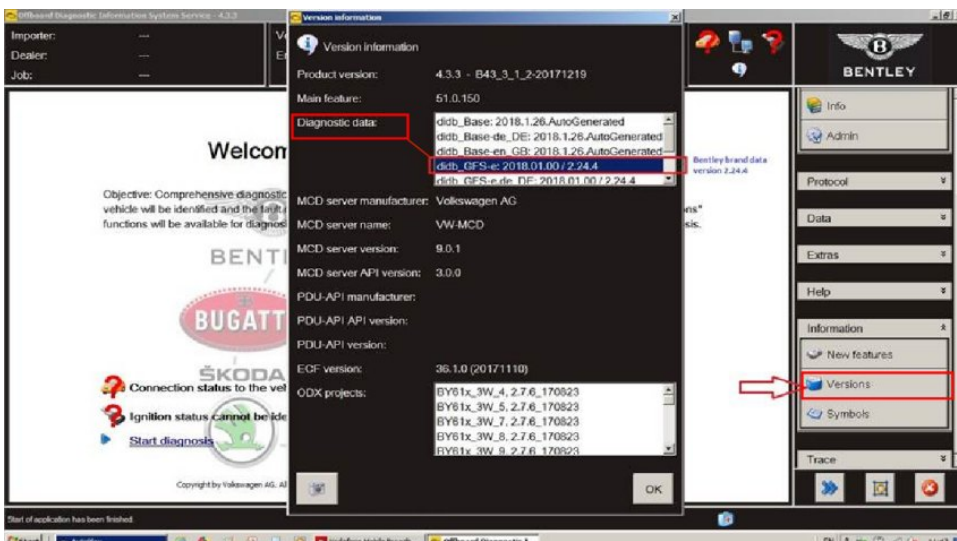 Offboard Diagnostic Information System Service - 4.3.3
Importer: ---
Dealer: ---
Job: ---
BENTLEY
Version information
Version information
Product version: 4.3.3 - B43_3_1_2-20171219
Main feature: 51.0.150
Diagnostic data:
didb_Base: 2018.1.26.AutoGenerated
didb_Base-de_DE: 2018.1.26.AutoGenerated
didb_Base-en_GB: 2018.1.26.AutoGenerated
didb_GFS-e: 2018.01.00 / 2.24.4
didb_GFS-e.de_DE: 2018.01.00 / 2.24.4
MCD server manufacturer: Volkswagen AG
MCD server name: VW-MCD
MCD server version: 9.0.1
MCD server API version: 3.0.0
PDU-API manufacturer:
PDU-API API version:
PDU-API version:
ECF version: 36.1.0 (20171110)
ODX projects:
BY61x_3W_4, 2.7.6_170823
BY61x_3W_5, 2.7.6_170823
BY61x_3W_7, 2.7.6_170823
BY61x_3W_8, 2.7.6_170823
BY61x_3W_9, 2.7.6_170823
OK
Bentley brand data
version 2.24.4
Welcom
Objective: Comprehensive diagnostic
vehicle will be identified and the fault
functions will be available for diagnos
sis.
BENTL
BUGATT
ŠKODA
Connection status to the veh
Ignition status cannot be ide
Start diagnosis
Copyright by Volkswagen AG. All
Info
Admin
Protocol
Data
Extras
Help
Information
New features
Versions
Symbols
Trace
Start of application has been finished.